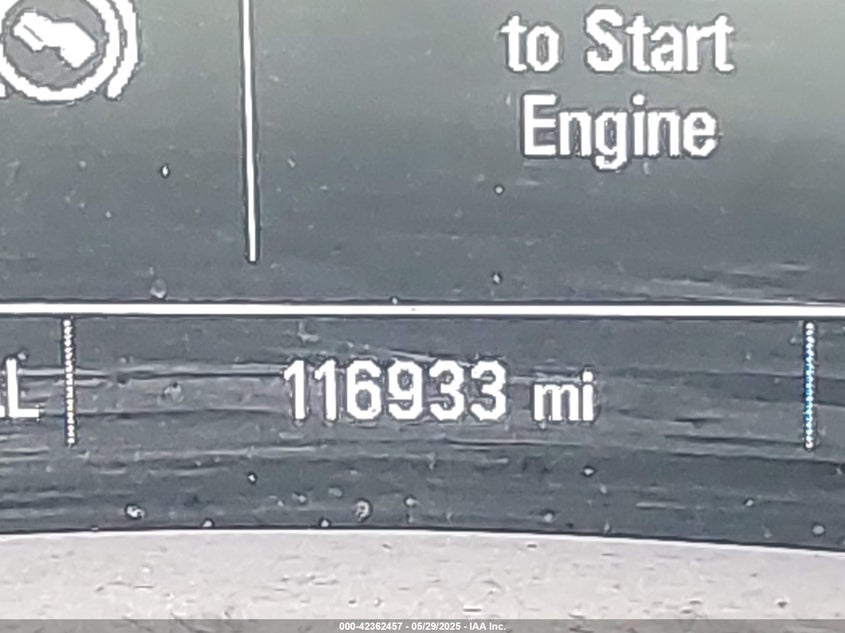 to Start
Engine
116933 mi
000-42362457 - 05/29/2025 - IAA Inc.